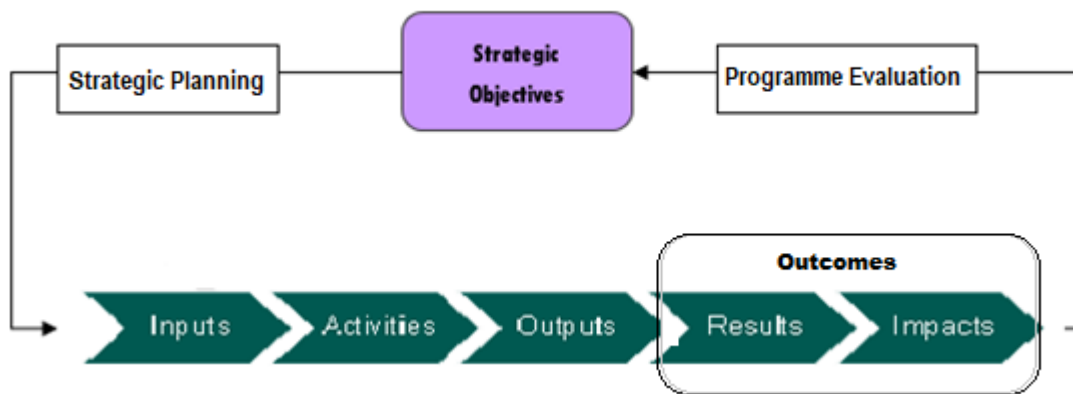 Strategic Planning
Strategic
Objectives
Programme Evaluation
Outcomes
Inputs
Activities
Outputs
Results
Impacts